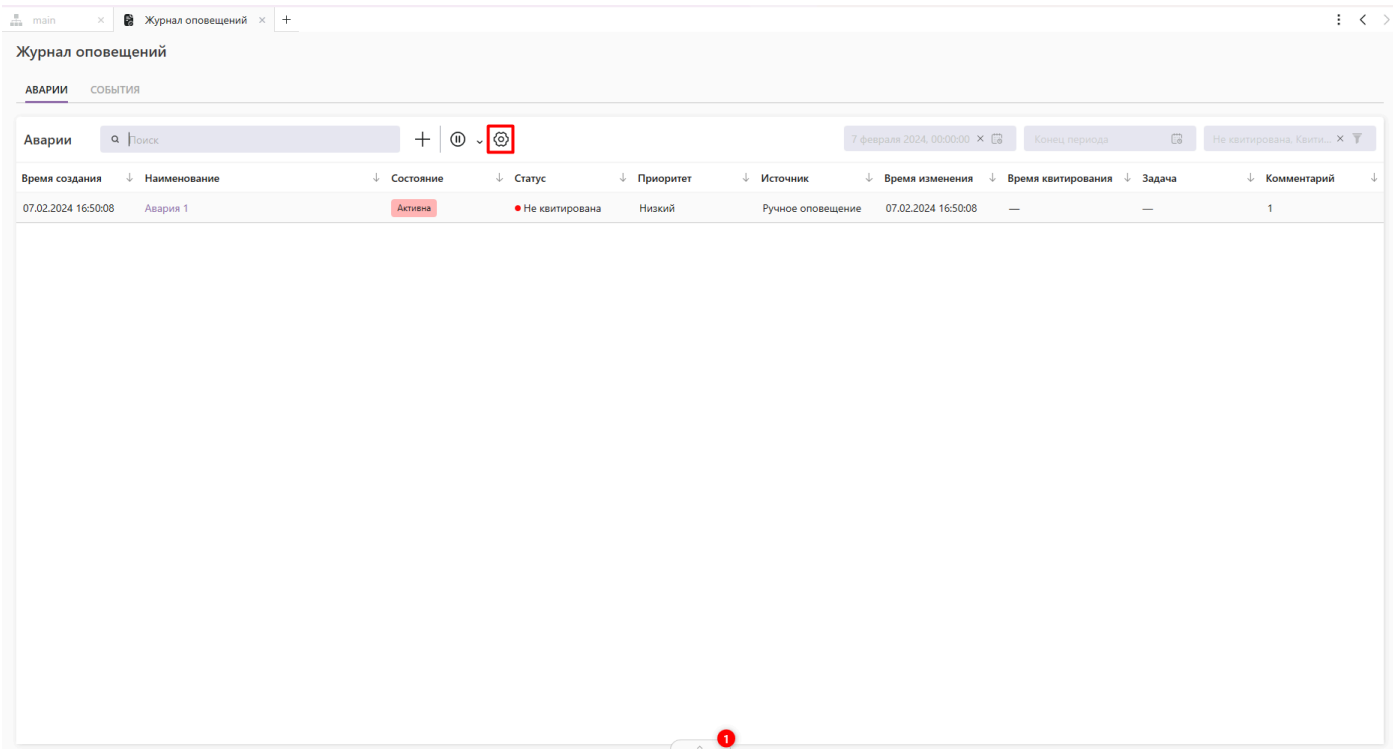 main
Журнал оповещений
Журнал оповещений
АВАРИИ СОБЫТИЯ
Аварии Поиск 7 февраля 2024, 00:00:00 Конец периода Не квитирована, Квити...
Время создания Наименование Состояние Статус Приоритет Источник Время изменения Время квитирования Задача Комментарий
07.02.2024 16:50:08 Авария 1 Активна Не квитирована Низкий Ручное оповещение 07.02.2024 16:50:08 — — 1
1